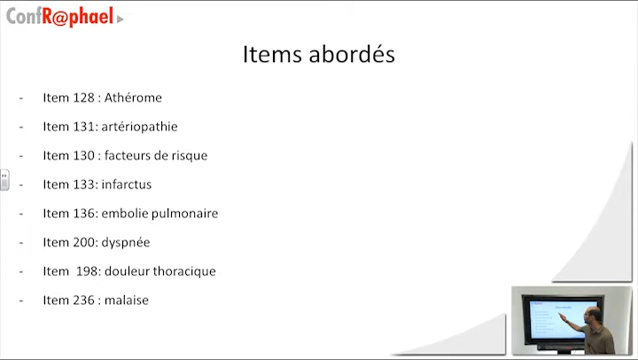 ConfR@phael
Items abordés
- Item 128 : Athérome
- Item 131: artériopathie
- Item 130 : facteurs de risque
- Item 133: infarctus
- Item 136: embolie pulmonaire
- Item 200: dyspnée
- Item  198: douleur thoracique
- Item 236 : malaise